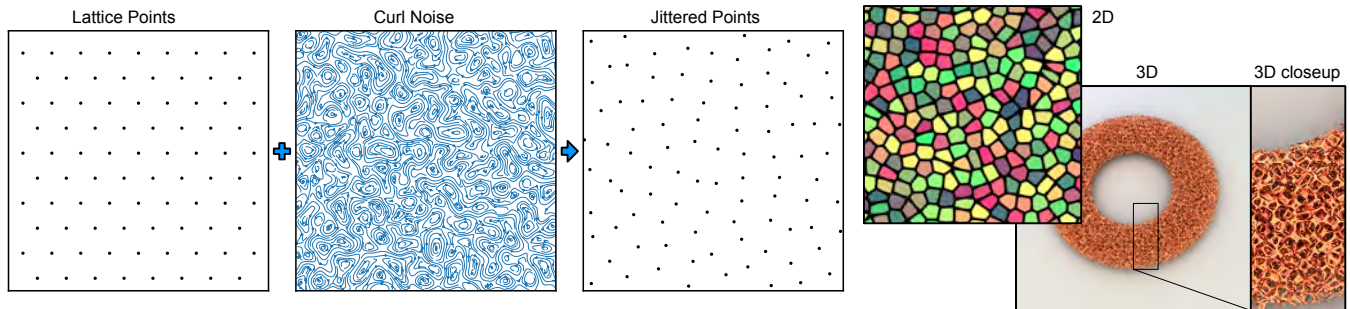 Lattice Points
Curl Noise
Jittered Points
2D
3D
3D closeup